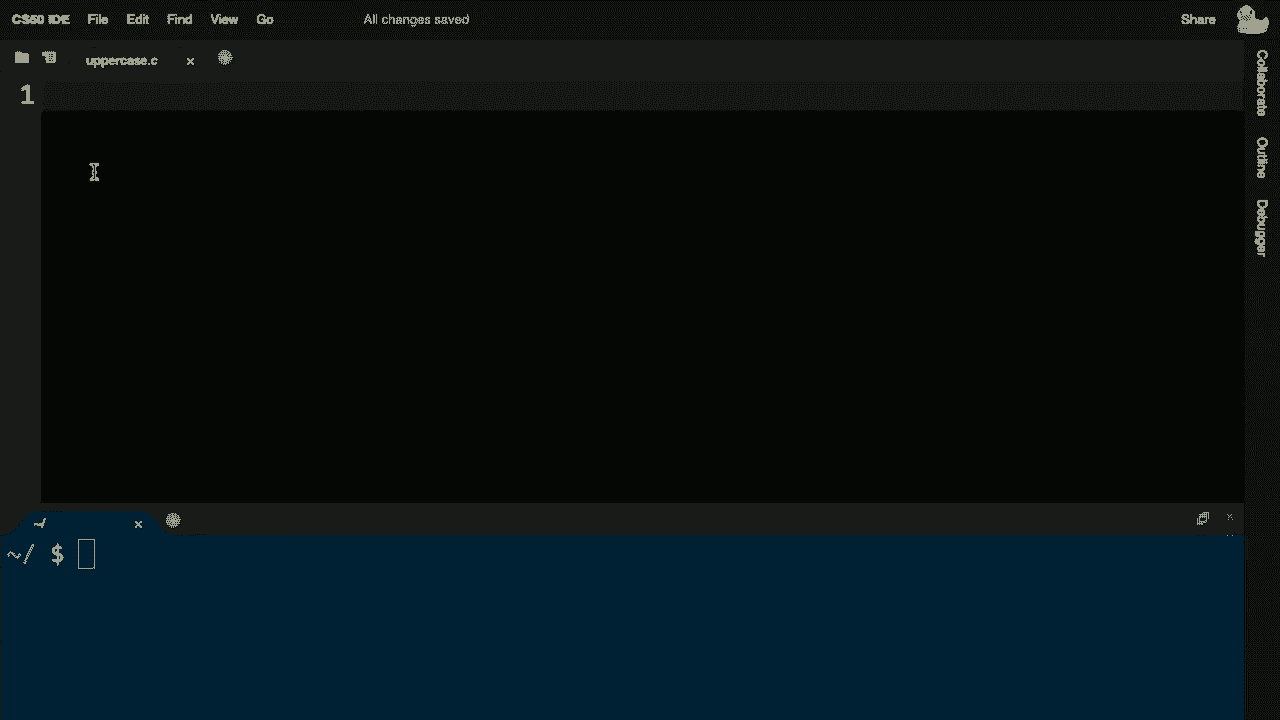 CS50 IDE File Edit Find View Go All changes saved Share
uppercase.c ×
1
Collaborate
Outline
Debugger
~/ ×
~/ $